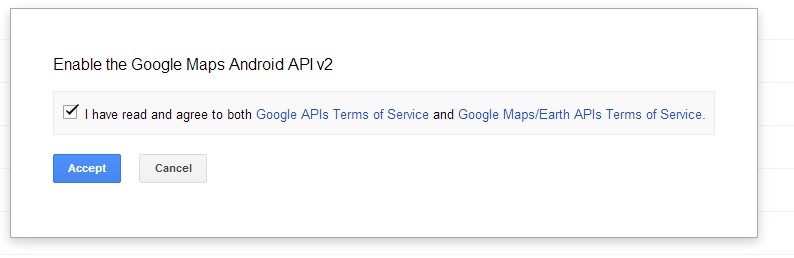 Enable the Google Maps Android API v2
I have read and agree to both Google APIs Terms of Service and Google Maps/Earth APIs Terms of Service.
Accept Cancel